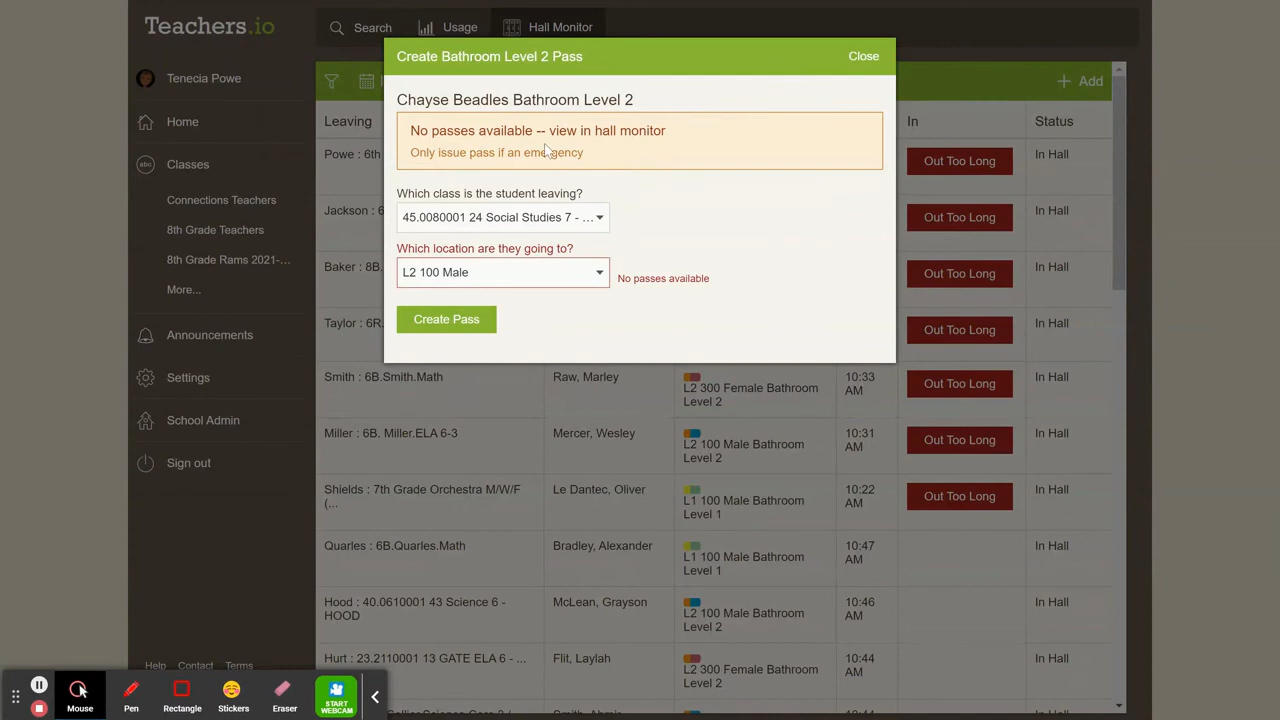 Teachers.io
Search
Usage
Hall Monitor
Create Bathroom Level 2 Pass
Close
Tenecia Powe
Home
abc
Classes
Connections Teachers
8th Grade Teachers
8th Grade Rams 2021-...
More...
Announcements
Settings
School Admin
Sign out
Help
Contact
Terms
Add
Chayse Beadles Bathroom Level 2
No passes available -- view in hall monitor
Only issue pass if an emergency
Which class is the student leaving?
45.0080001 24 Social Studies 7 - ...
Which location are they going to?
L2 100 Male
No passes available
Create Pass
Leaving
In
Status
Powe : 6th
Out Too Long
In Hall
Jackson : 6
Out Too Long
In Hall
Baker : 8B.
Out Too Long
In Hall
Taylor : 6R.
Out Too Long
In Hall
Smith : 6B.Smith.Math
Raw, Marley
L2 300 Female Bathroom
Level 2
10:33
AM
Out Too Long
In Hall
Miller : 6B. Miller.ELA 6-3
Mercer, Wesley
L2 100 Male Bathroom
Level 2
10:31
AM
Out Too Long
In Hall
Shields : 7th Grade Orchestra M/W/F
(...
Le Dantec, Oliver
L1 100 Male Bathroom
Level 1
10:22
AM
Out Too Long
In Hall
Quarles : 6B.Quarles.Math
Bradley, Alexander
L1 100 Male Bathroom
Level 1
10:47
AM
In Hall
Hood : 40.0610001 43 Science 6 -
HOOD
McLean, Grayson
L2 100 Male Bathroom
Level 2
10:46
AM
In Hall
Hurt : 23.2110001 13 GATE ELA 6 - ...
Flit, Laylah
L2 300 Female Bathroom
Level 2
10:44
AM
In Hall
Mouse
Pen
Rectangle
Stickers
Eraser
START
WEBCAM